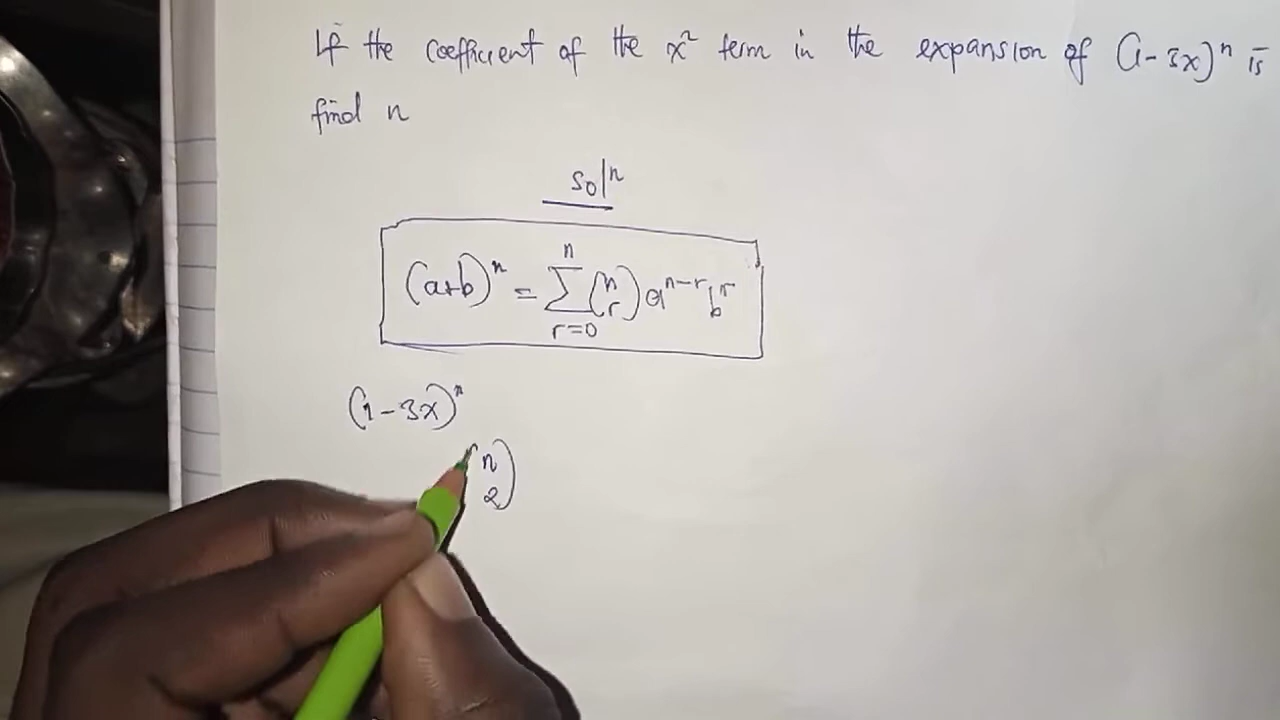 If the coefficient of the x² term in the expansion of (1-3x)ⁿ is
find n
solⁿ
(a+b)ⁿ = ∑ⁿᵣ₌₀ (n r) aⁿ⁻ʳ bʳ
(1-3x)ⁿ
(n 2)